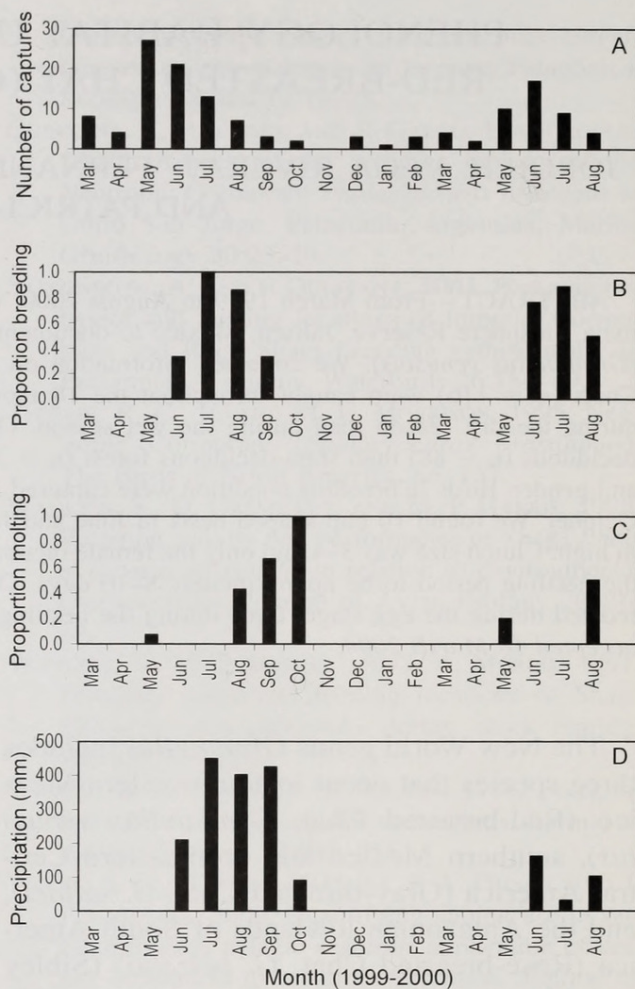 A
Number of captures
30
20
10
0
Mar Apr May Jun Jul Aug Sep Oct Nov Dec Jan Feb Mar Apr May Jun Jul Aug
B
Proportion breeding
1.0
0.8
0.6
0.4
0.2
0.0
Mar Apr May Jun Jul Aug Sep Oct Nov Dec Jan Feb Mar Apr May Jun Jul Aug
C
Proportion molting
1.0
0.8
0.6
0.4
0.2
0.0
Mar Apr May Jun Jul Aug Sep Oct Nov Dec Jan Feb Mar Apr May Jun Jul Aug
D
Precipitation (mm)
500
400
300
200
100
0
Mar Apr May Jun Jul Aug Sep Oct Nov Dec Jan Feb Mar Apr May Jun Jul Aug
Month (1999-2000)